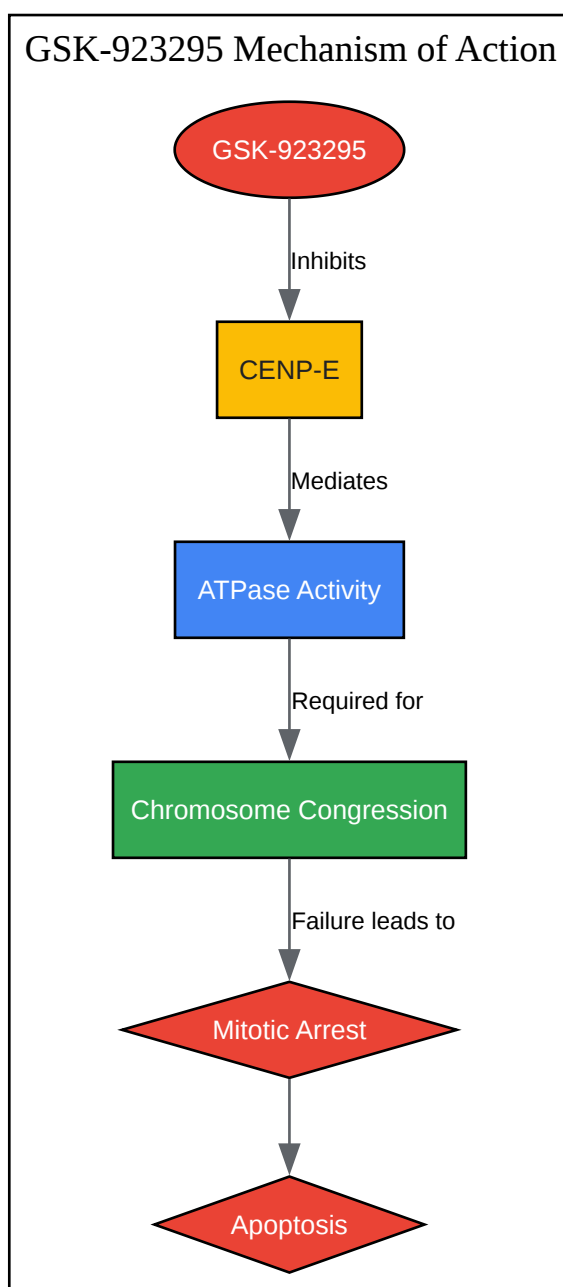 GSK-923295 Mechanism of Action
GSK-923295
Inhibits
CENP-E
Mediates
ATPase Activity
Required for
Chromosome Congression
Failure leads to
Mitotic Arrest
Apoptosis